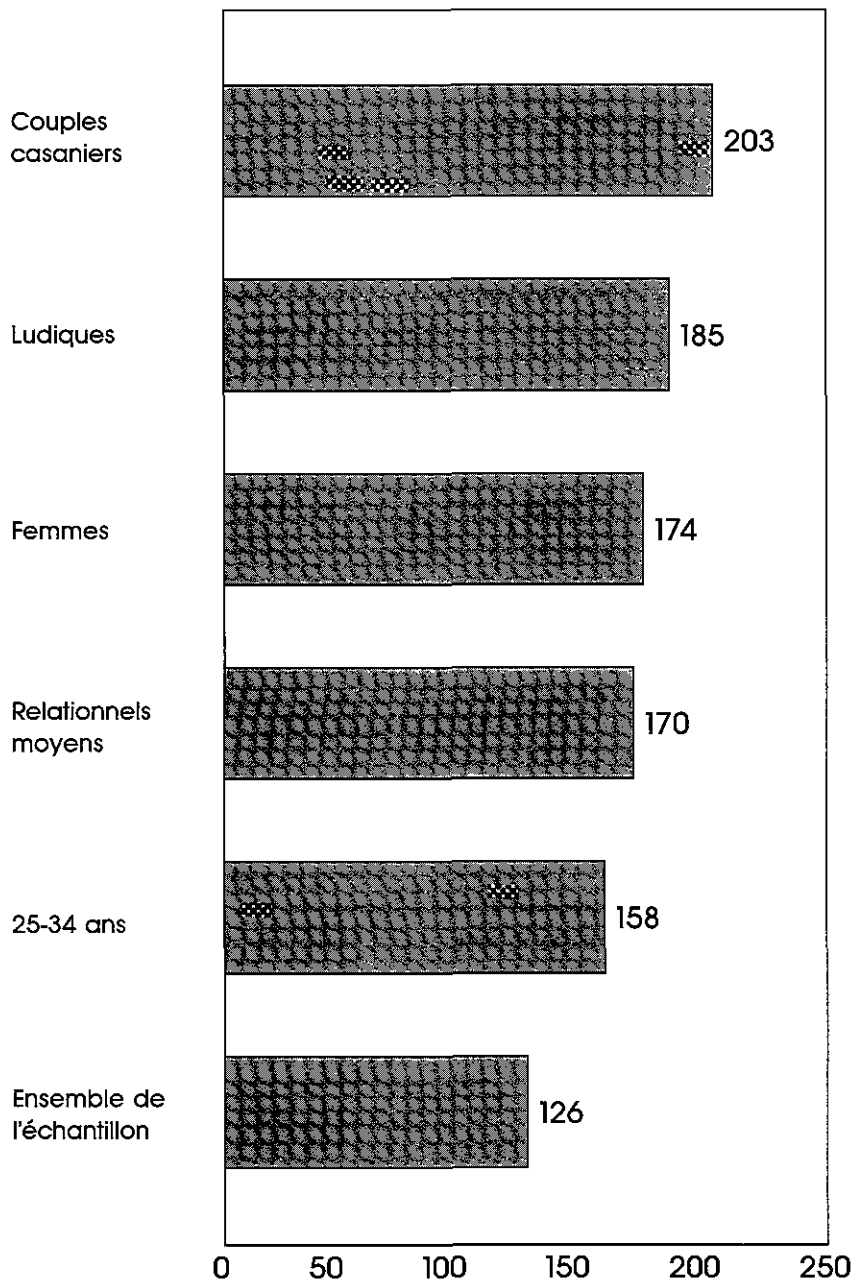 Couples
casaniers
203
Ludiques
185
Femmes
174
Relationnels
moyens
170
25-34 ans
158
Ensemble de
l'échantillon
126
0 50 100 150 200 250